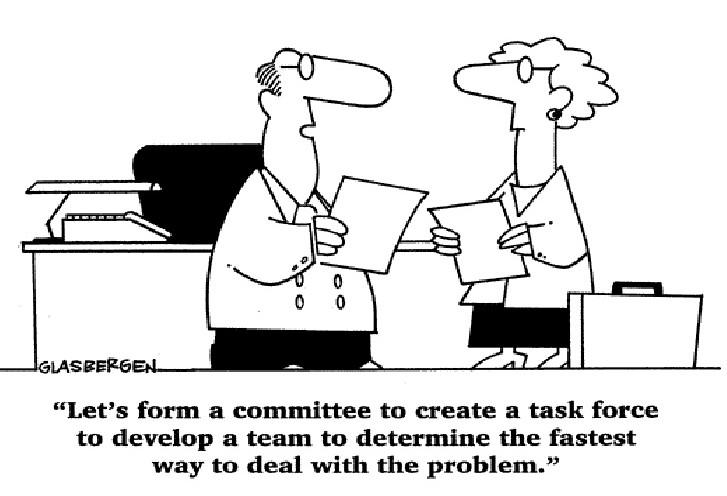 GLASBERGEN
“Let’s form a committee to create a task force
to develop a team to determine the fastest
way to deal with the problem.”